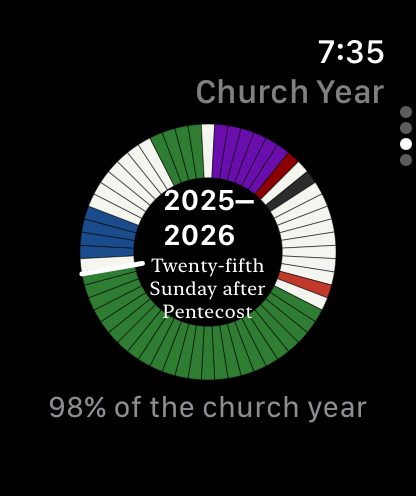 7:35
Church Year
2025–
2026
Twenty-fifth
Sunday after
Pentecost
98% of the church year